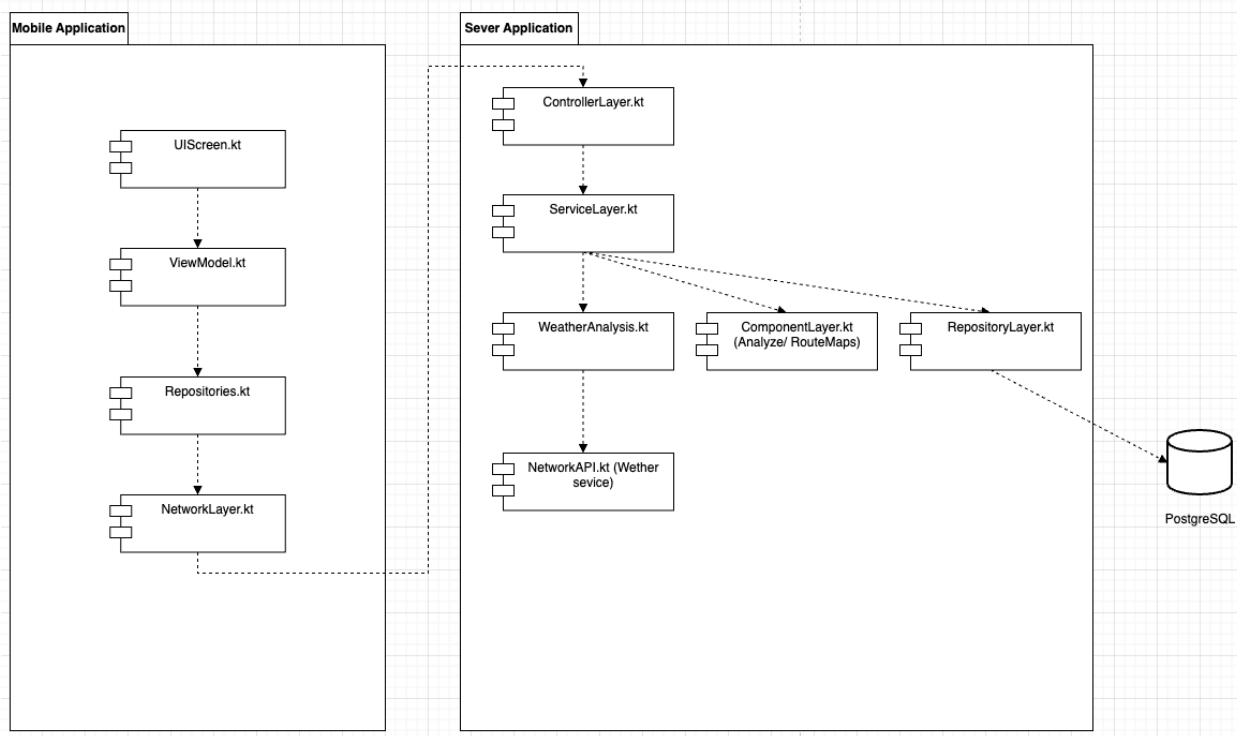 Mobile Application
UIScreen.kt
ViewModel.kt
Repositories.kt
NetworkLayer.kt
Sever Application
ControllerLayer.kt
ServiceLayer.kt
WeatherAnalysis.kt
ComponentLayer.kt
(Analyze/ RouteMaps)
RepositoryLayer.kt
NetworkAPI.kt (Wether
sevice)
PostgreSQL